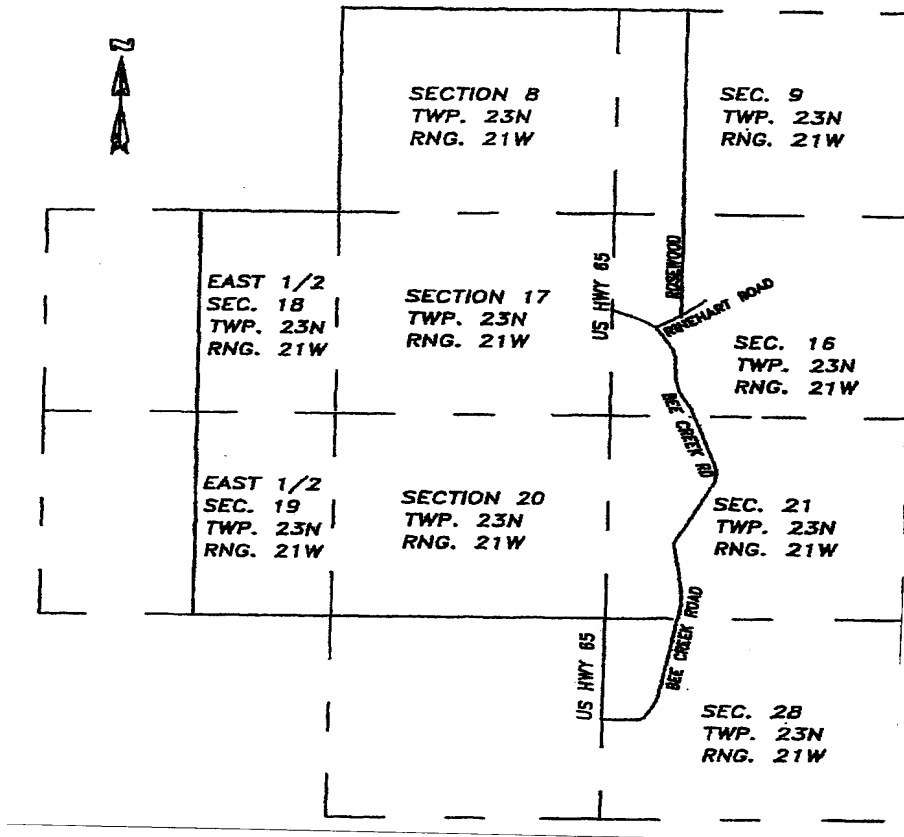 N
SECTION 8
TWP. 23N
RNG. 21W
SEC. 9
TWP. 23N
RNG. 21W
EAST 1/2
SEC. 18
TWP. 23N
RNG. 21W
SECTION 17
TWP. 23N
RNG. 21W
US HWY 65
ROSEWOOD
RINEHART ROAD
SEC. 16
TWP. 23N
RNG. 21W
BEE CREEK RD
EAST 1/2
SEC. 19
TWP. 23N
RNG. 21W
SECTION 20
TWP. 23N
RNG. 21W
SEC. 21
TWP. 23N
RNG. 21W
US HWY 65
BEE CREEK ROAD
SEC. 28
TWP. 23N
RNG. 21W